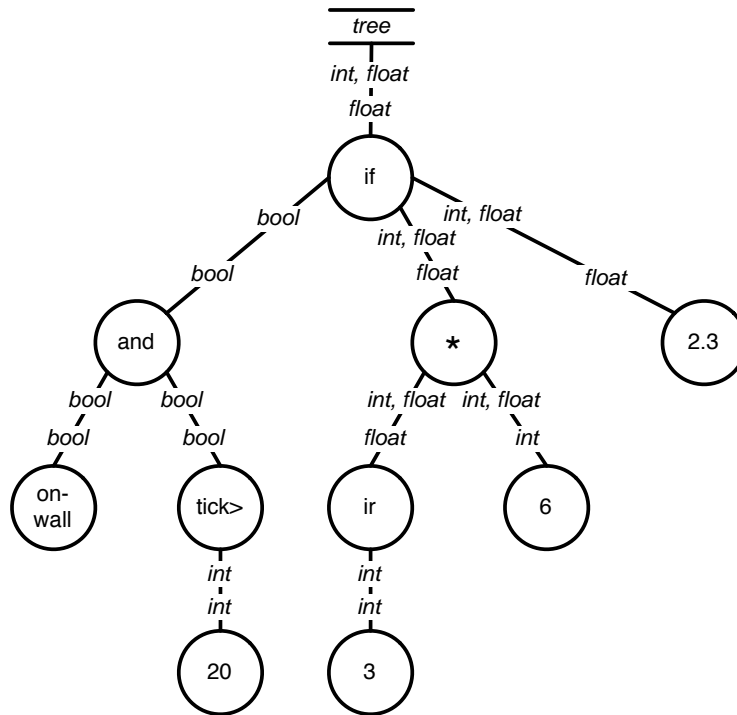 tree
int, float
float
if
bool
int, float
int, float
bool
float
float
and
*
2.3
bool
bool
int, float
int, float
bool
bool
float
int
on-
wall
tick>
ir
6
int
int
int
int
20
3